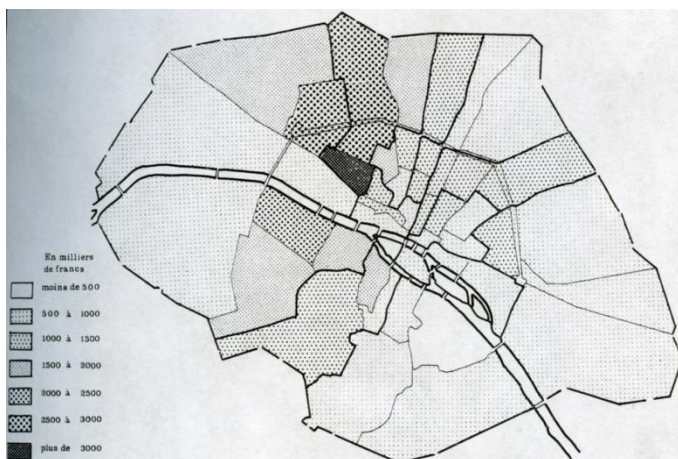 En milliers
de francs
moins de 500
500 à 1000
1000 à 1500
1500 à 2000
2000 à 2500
2500 à 3000
plus de 3000